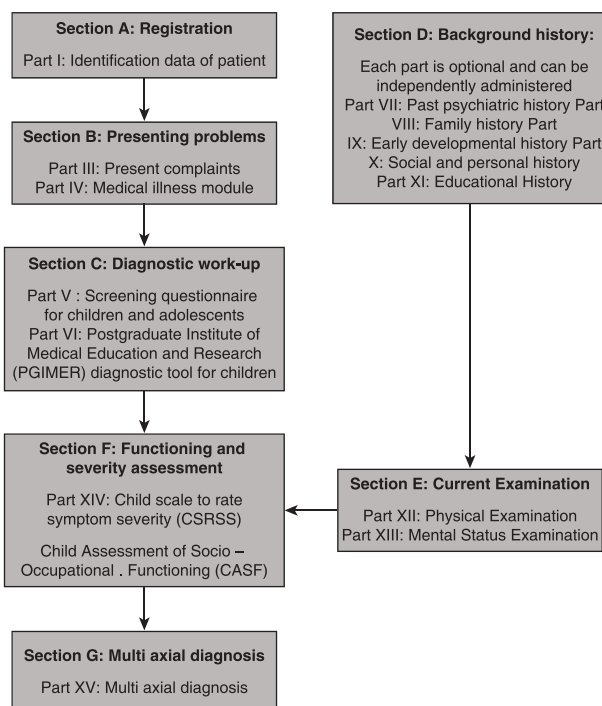 Section A: Registration
Part I: Identification data of patient
Section B: Presenting problems
Part III: Present complaints
Part IV: Medical illness module
Section C: Diagnostic work-up
Part V : Screening questionnaire
for children and adolescents
Part VI: Postgraduate Institute of
Medical Education and Research
(PGIMER) diagnostic tool for children
Section F: Functioning and
severity assessment
Part XIV: Child scale to rate
symptom severity (CSRSS)
Child Assessment of Socio –
Occupational . Functioning (CASF)
Section G: Multi axial diagnosis
Part XV: Multi axial diagnosis
Section D: Background history:
Each part is optional and can be
independently administered
Part VII: Past psychiatric history Part
VIII: Family history Part
IX: Early developmental history Part
X: Social and personal history
Part XI: Educational History
Section E: Current Examination
Part XII: Physical Examination
Part XIII: Mental Status Examination